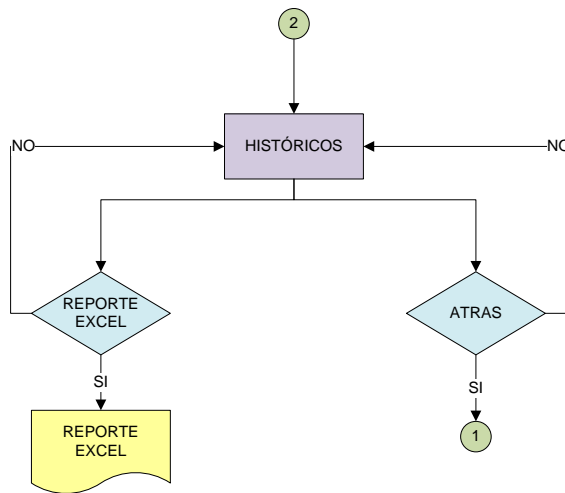 2
NO
HISTÓRICOS
NO
REPORTE
EXCEL
ATRAS
SI
SI
REPORTE
EXCEL
1